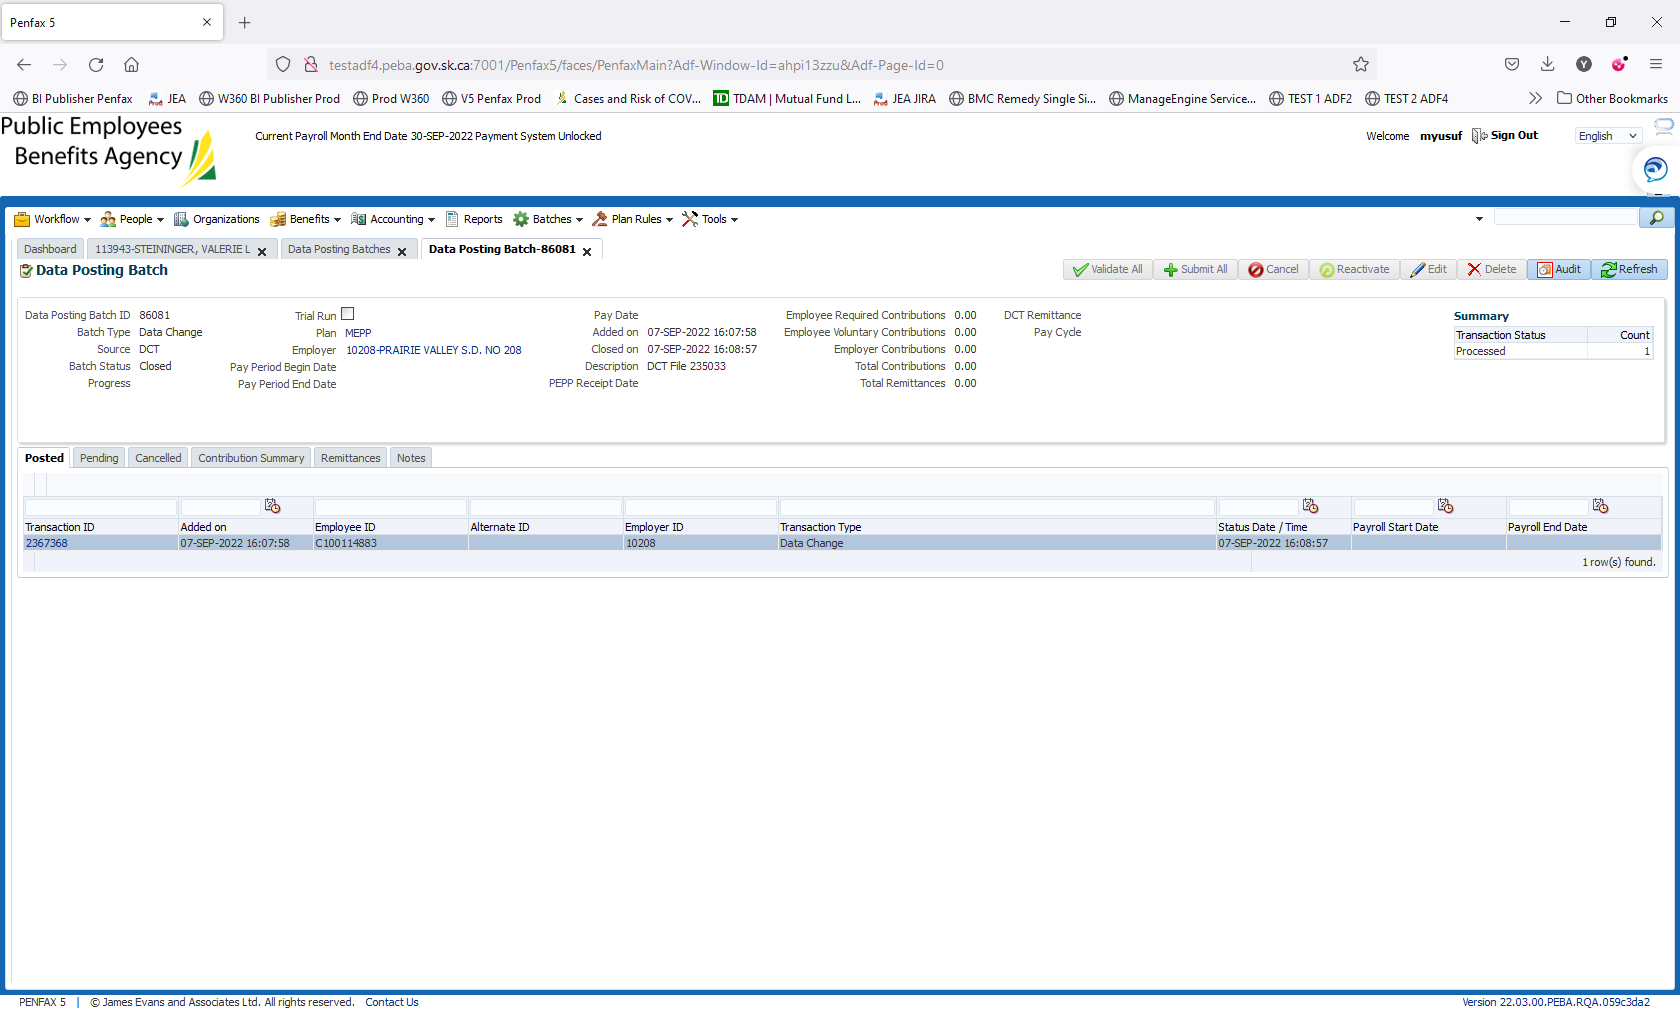 Penfax 5
testadf4.peba.gov.sk.ca:7001/Penfax5/faces/PenfaxMain?Adf-Window-Id=ahpi13zzu&Adf-Page-Id=0
BI Publisher Penfax JEA W360 BI Publisher Prod Prod W360 V5 Penfax Prod Cases and Risk of COV... TDAM | Mutual Fund L... JEA JIRA BMC Remedy Single Si... ManageEngine Service... TEST 1 ADF2 TEST 2 ADF4 Other Bookmarks
Public Employees
Benefits Agency
Current Payroll Month End Date 30-SEP-2022 Payment System Unlocked
Welcome myusuf Sign Out English
Workflow People Organizations Benefits Accounting Reports Batches Plan Rules Tools
Dashboard 113943-STEININGER, VALERIE L Data Posting Batches Data Posting Batch-86081
Data Posting Batch
Validate All Submit All Cancel Reactivate Edit Delete Audit Refresh
Data Posting Batch ID 86081
Batch Type Data Change
Source DCT
Batch Status Closed
Progress
Trial Run
Plan MEPP
Employer 10208-PRAIRIE VALLEY S.D. NO 208
Pay Period Begin Date
Pay Period End Date
Pay Date
Added on 07-SEP-2022 16:07:58
Closed on 07-SEP-2022 16:08:57
Description DCT File 235033
PEPP Receipt Date
Employee Required Contributions 0.00
Employee Voluntary Contributions 0.00
Employer Contributions 0.00
Total Contributions 0.00
Total Remittances 0.00
DCT Remittance
Pay Cycle
Summary
Transaction Status Count
Processed 1
Posted Pending Cancelled Contribution Summary Remittances Notes
Transaction ID Added on Employee ID Alternate ID Employer ID Transaction Type Status Date / Time Payroll Start Date Payroll End Date
2367368 07-SEP-2022 16:07:58 C100114883 10208 Data Change 07-SEP-2022 16:08:57
1 row(s) found.
PENFAX 5 | © James Evans and Associates Ltd. All rights reserved. Contact Us
Version 22.03.00.PEBA.RQA.059c3da2